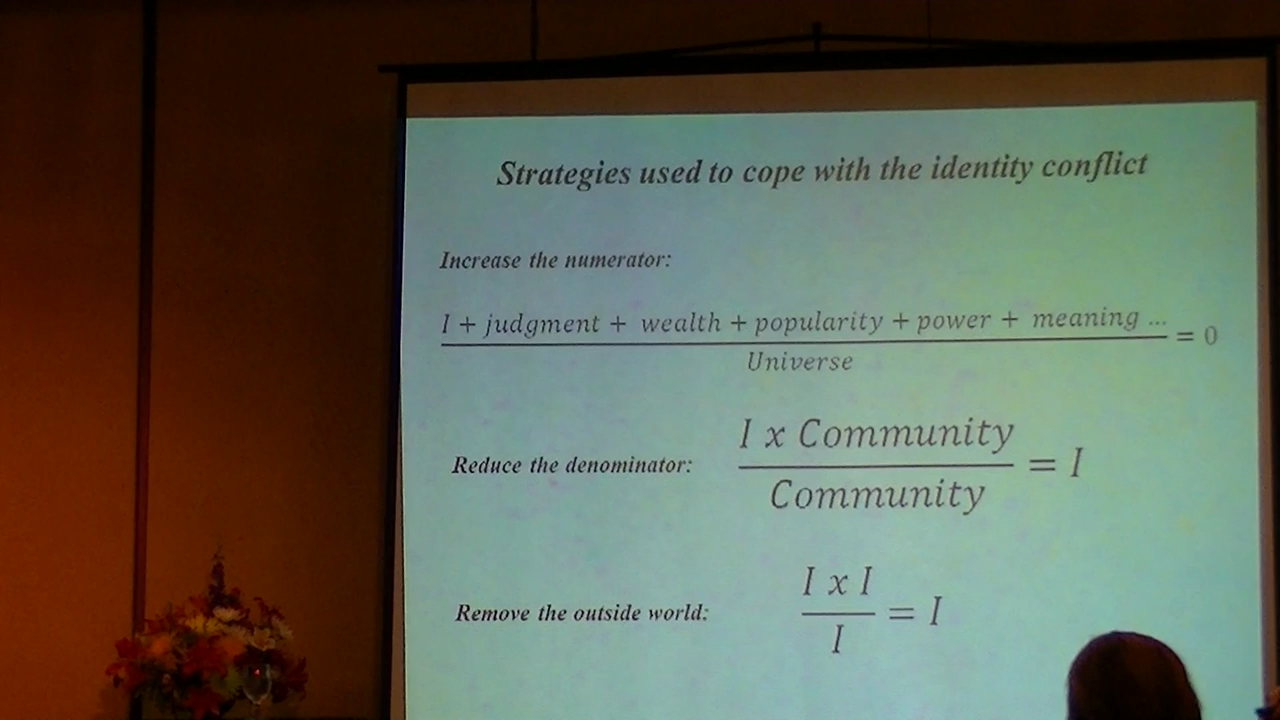 Strategies used to cope with the identity conflict
Increase the numerator:
I + judgment + wealth + popularity + power + meaning ...
= 0
Universe
I x Community
Reduce the denominator:
= I
Community
I x I
Remove the outside world:
= I
I